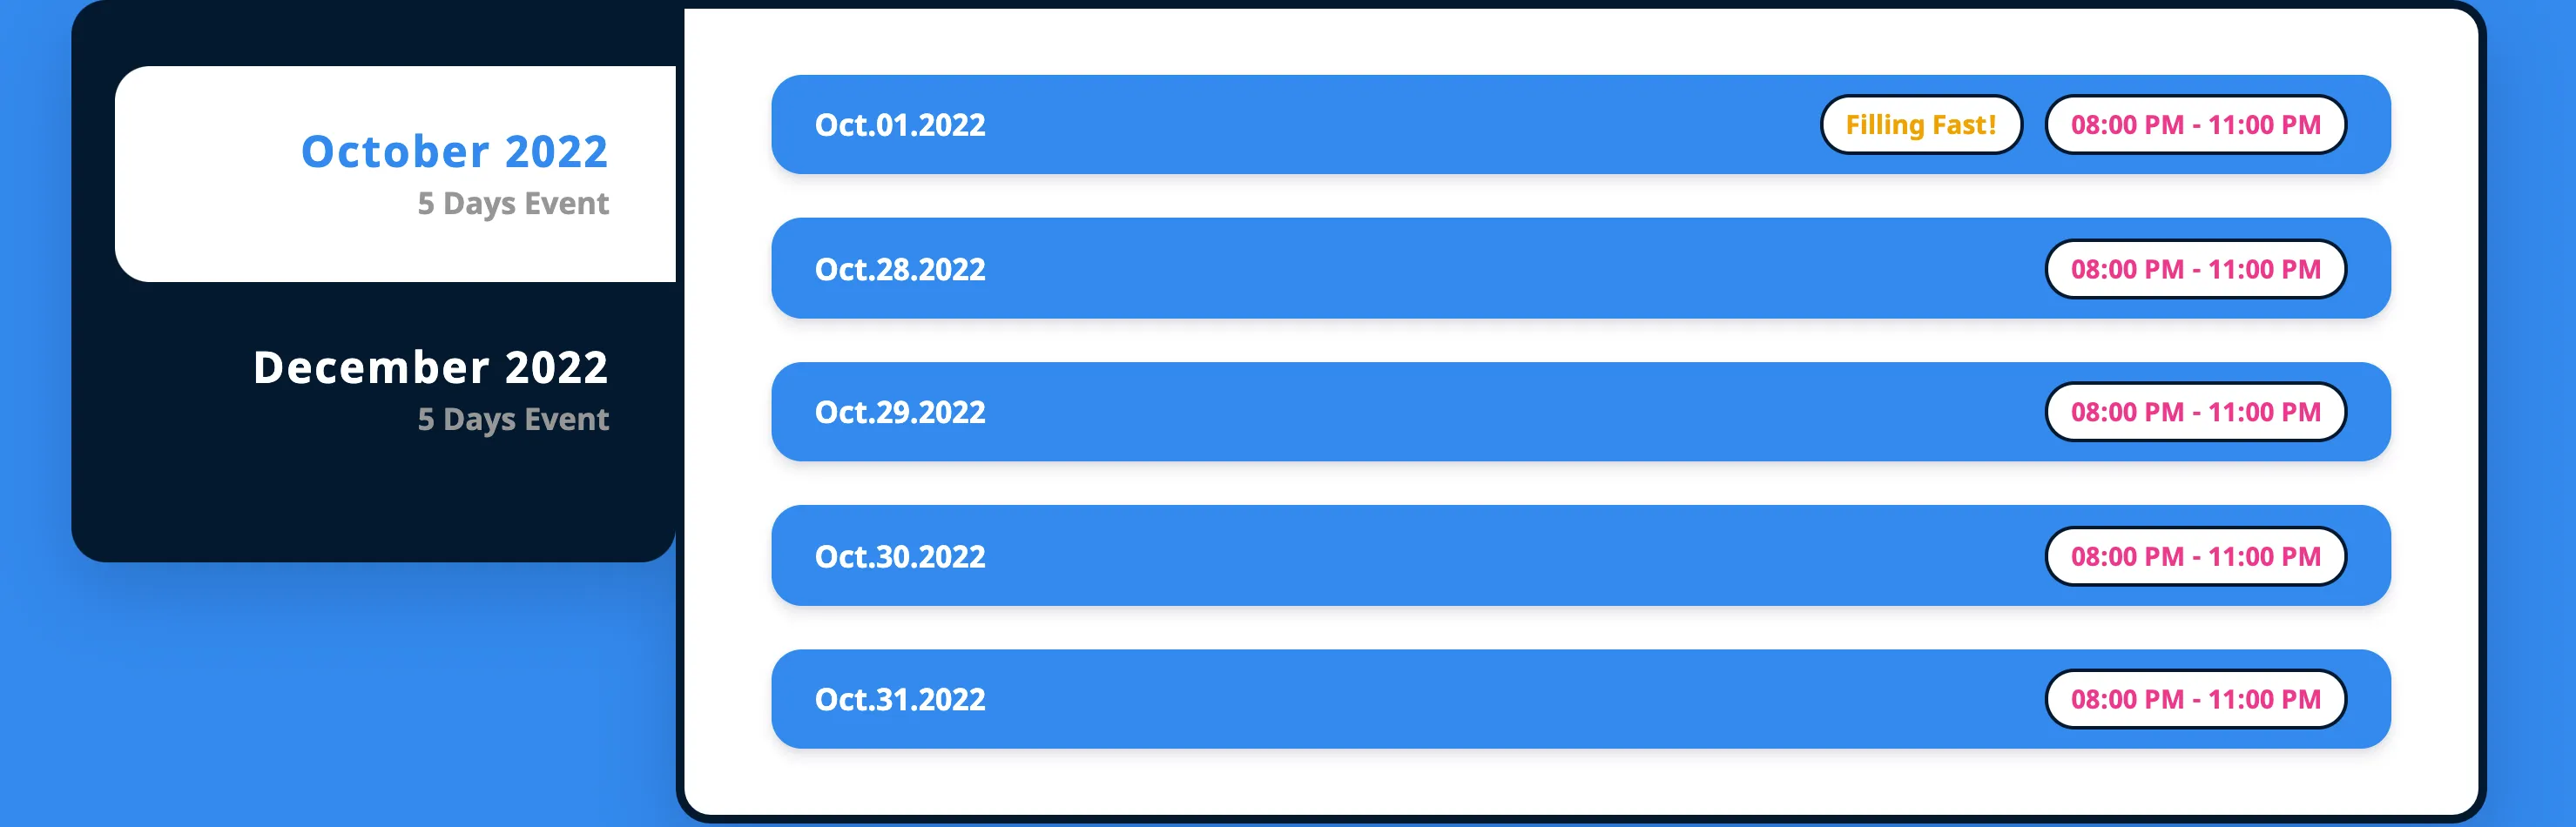 October 2022
5 Days Event
December 2022
5 Days Event
Oct.01.2022 Filling Fast! 08:00 PM - 11:00 PM
Oct.28.2022 08:00 PM - 11:00 PM
Oct.29.2022 08:00 PM - 11:00 PM
Oct.30.2022 08:00 PM - 11:00 PM
Oct.31.2022 08:00 PM - 11:00 PM